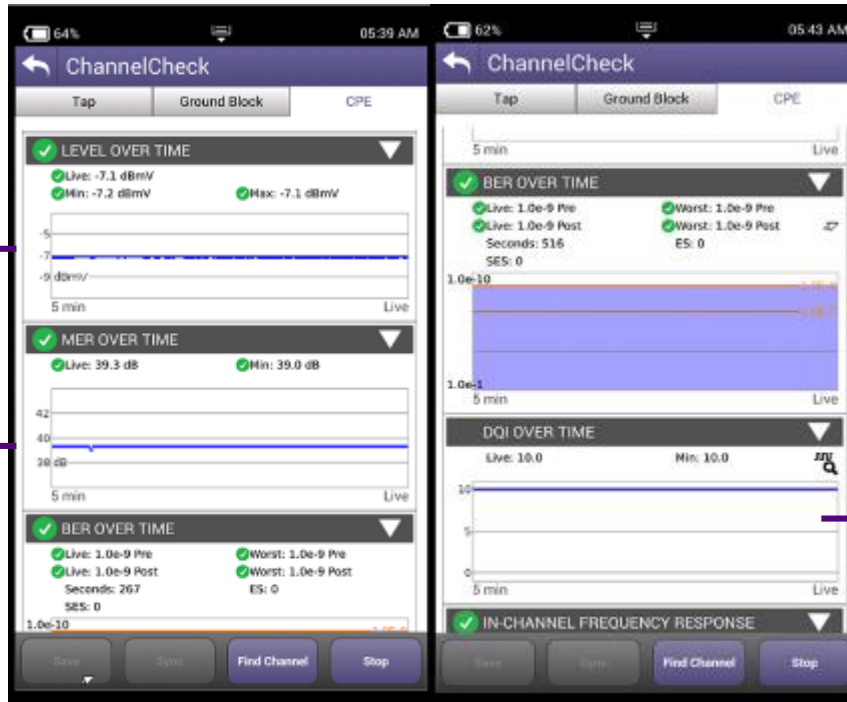 64%
05:39 AM
ChannelCheck
Tap
Ground Block
CPE
LEVEL OVER TIME
Live: -7.1 dBmV
Min: -7.2 dBmV
Max: -7.1 dBmV
-5
-7
-9 dBmV
5 min
Live
MER OVER TIME
Live: 39.3 dB
Min: 39.0 dB
42
40
38 dB
5 min
Live
BER OVER TIME
Live: 1.0e-9 Pre
Worst: 1.0e-9 Pre
Live: 1.0e-9 Post
Worst: 1.0e-9 Post
Seconds: 267
ES: 0
SES: 0
1.0e-10
Save
Sync
Find Channel
Stop
62%
05:43 AM
ChannelCheck
Tap
Ground Block
CPE
5 min
Live
BER OVER TIME
Live: 1.0e-9 Pre
Worst: 1.0e-9 Pre
Live: 1.0e-9 Post
Worst: 1.0e-9 Post
Seconds: 516
ES: 0
SES: 0
1.0e-10
1.0e-1
5 min
Live
DQI OVER TIME
Live: 10.0
Min: 10.0
10
5
0
5 min
Live
IN-CHANNEL FREQUENCY RESPONSE
Save
Sync
Find Channel
Stop